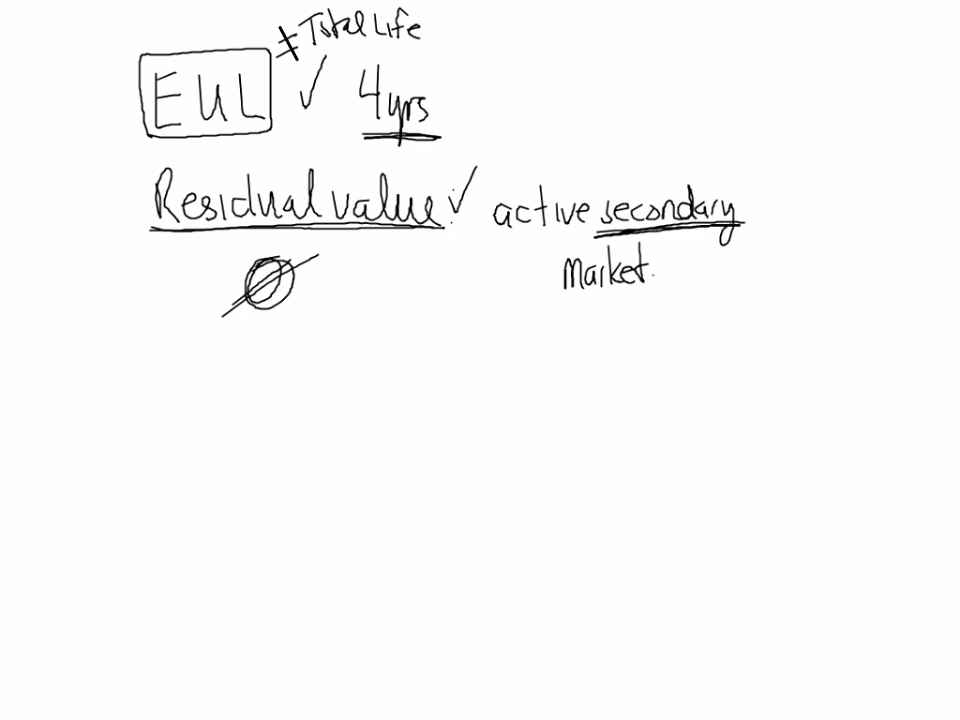 ≠ Total Life
EUL ✓ 4yrs
Residual value ✓ active secondary
market.